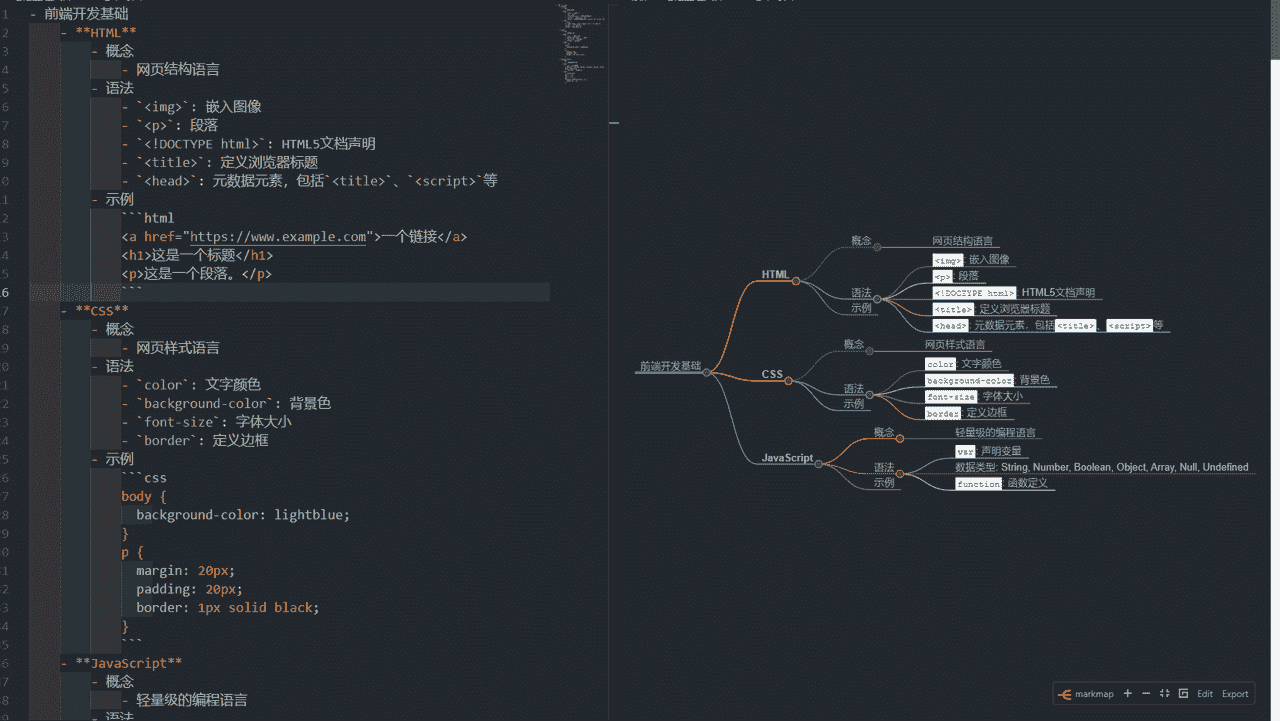 - 前端开发基础
- **HTML**
- 概念
- 网页结构语言
- 语法
- `<img>`: 嵌入图像
- `<p>`: 段落
- `<!DOCTYPE html>`: HTML5文档声明
- `<title>`: 定义浏览器标题
- `<head>`: 元数据元素，包括`<title>`、`<script>`等
- 示例
```html
<a href="https://www.example.com">一个链接</a>
<h1>这是一个标题</h1>
<p>这是一个段落。</p>
```
- **CSS**
- 概念
- 网页样式语言
- 语法
- `color`: 文字颜色
- `background-color`: 背景色
- `font-size`: 字体大小
- `border`: 定义边框
- 示例
```css
body {
background-color: lightblue;
}
p {
margin: 20px;
padding: 20px;
border: 1px solid black;
}
```
- **JavaScript**
- 概念
- 轻量级的编程语言
- 语法
前端开发基础
HTML
概念
网页结构语言
语法
<img>: 嵌入图像
<p>: 段落
<!DOCTYPE html>: HTML5文档声明
<title>: 定义浏览器标题
<head>: 元数据元素，包括<title>、<script>等
示例
CSS
概念
网页样式语言
语法
color: 文字颜色
background-color: 背景色
font-size: 字体大小
border: 定义边框
示例
JavaScript
概念
轻量级的编程语言
语法
var: 声明变量
数据类型: String, Number, Boolean, Object, Array, Null, Undefined
function: 函数定义
示例
markmap + − Edit Export